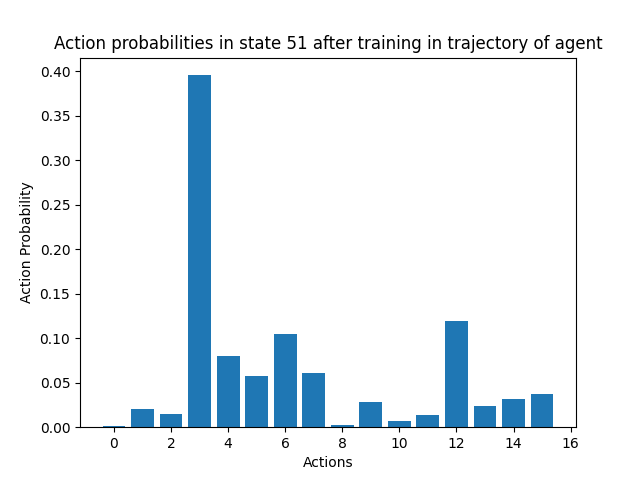 Action probabilities in state 51 after training in trajectory of agent
0.40
0.35
0.30
0.25
0.20
0.15
0.10
0.05
0.00
Action Probability
0 2 4 6 8 10 12 14 16
Actions